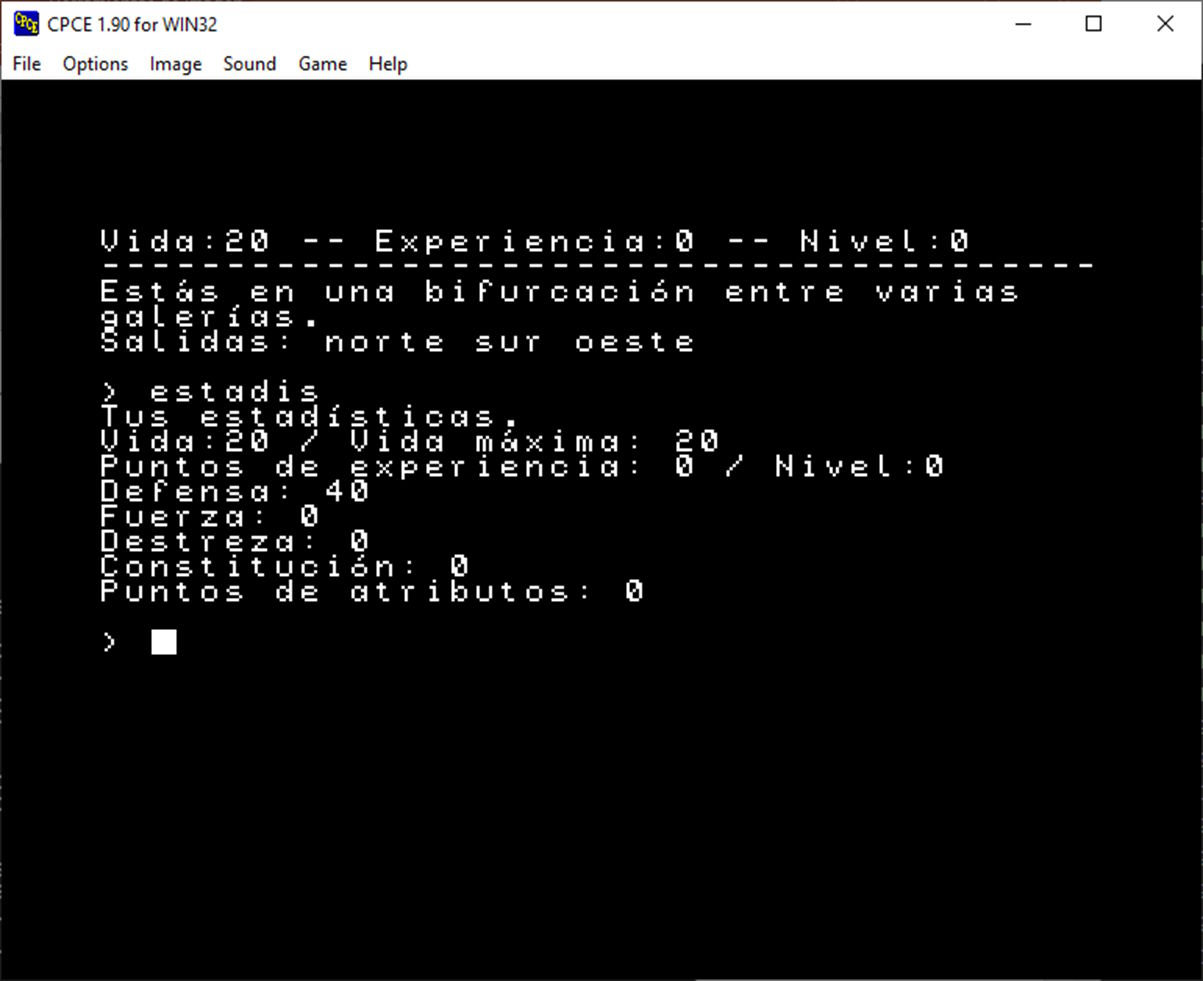 CPCE 1.90 for WIN32
File Options Image Sound Game Help
Vida:20 -- Experiencia:0 -- Nivel:0
----------------------------------------
Estás en una bifurcación entre varias
galerías.
Salidas: norte sur oeste
> estadis
Tus estadísticas.
Vida:20 / Vida máxima: 20
Puntos de experiencia: 0 / Nivel:0
Defensa: 40
Fuerza: 0
Destreza: 0
Constitución: 0
Puntos de atributos: 0
>